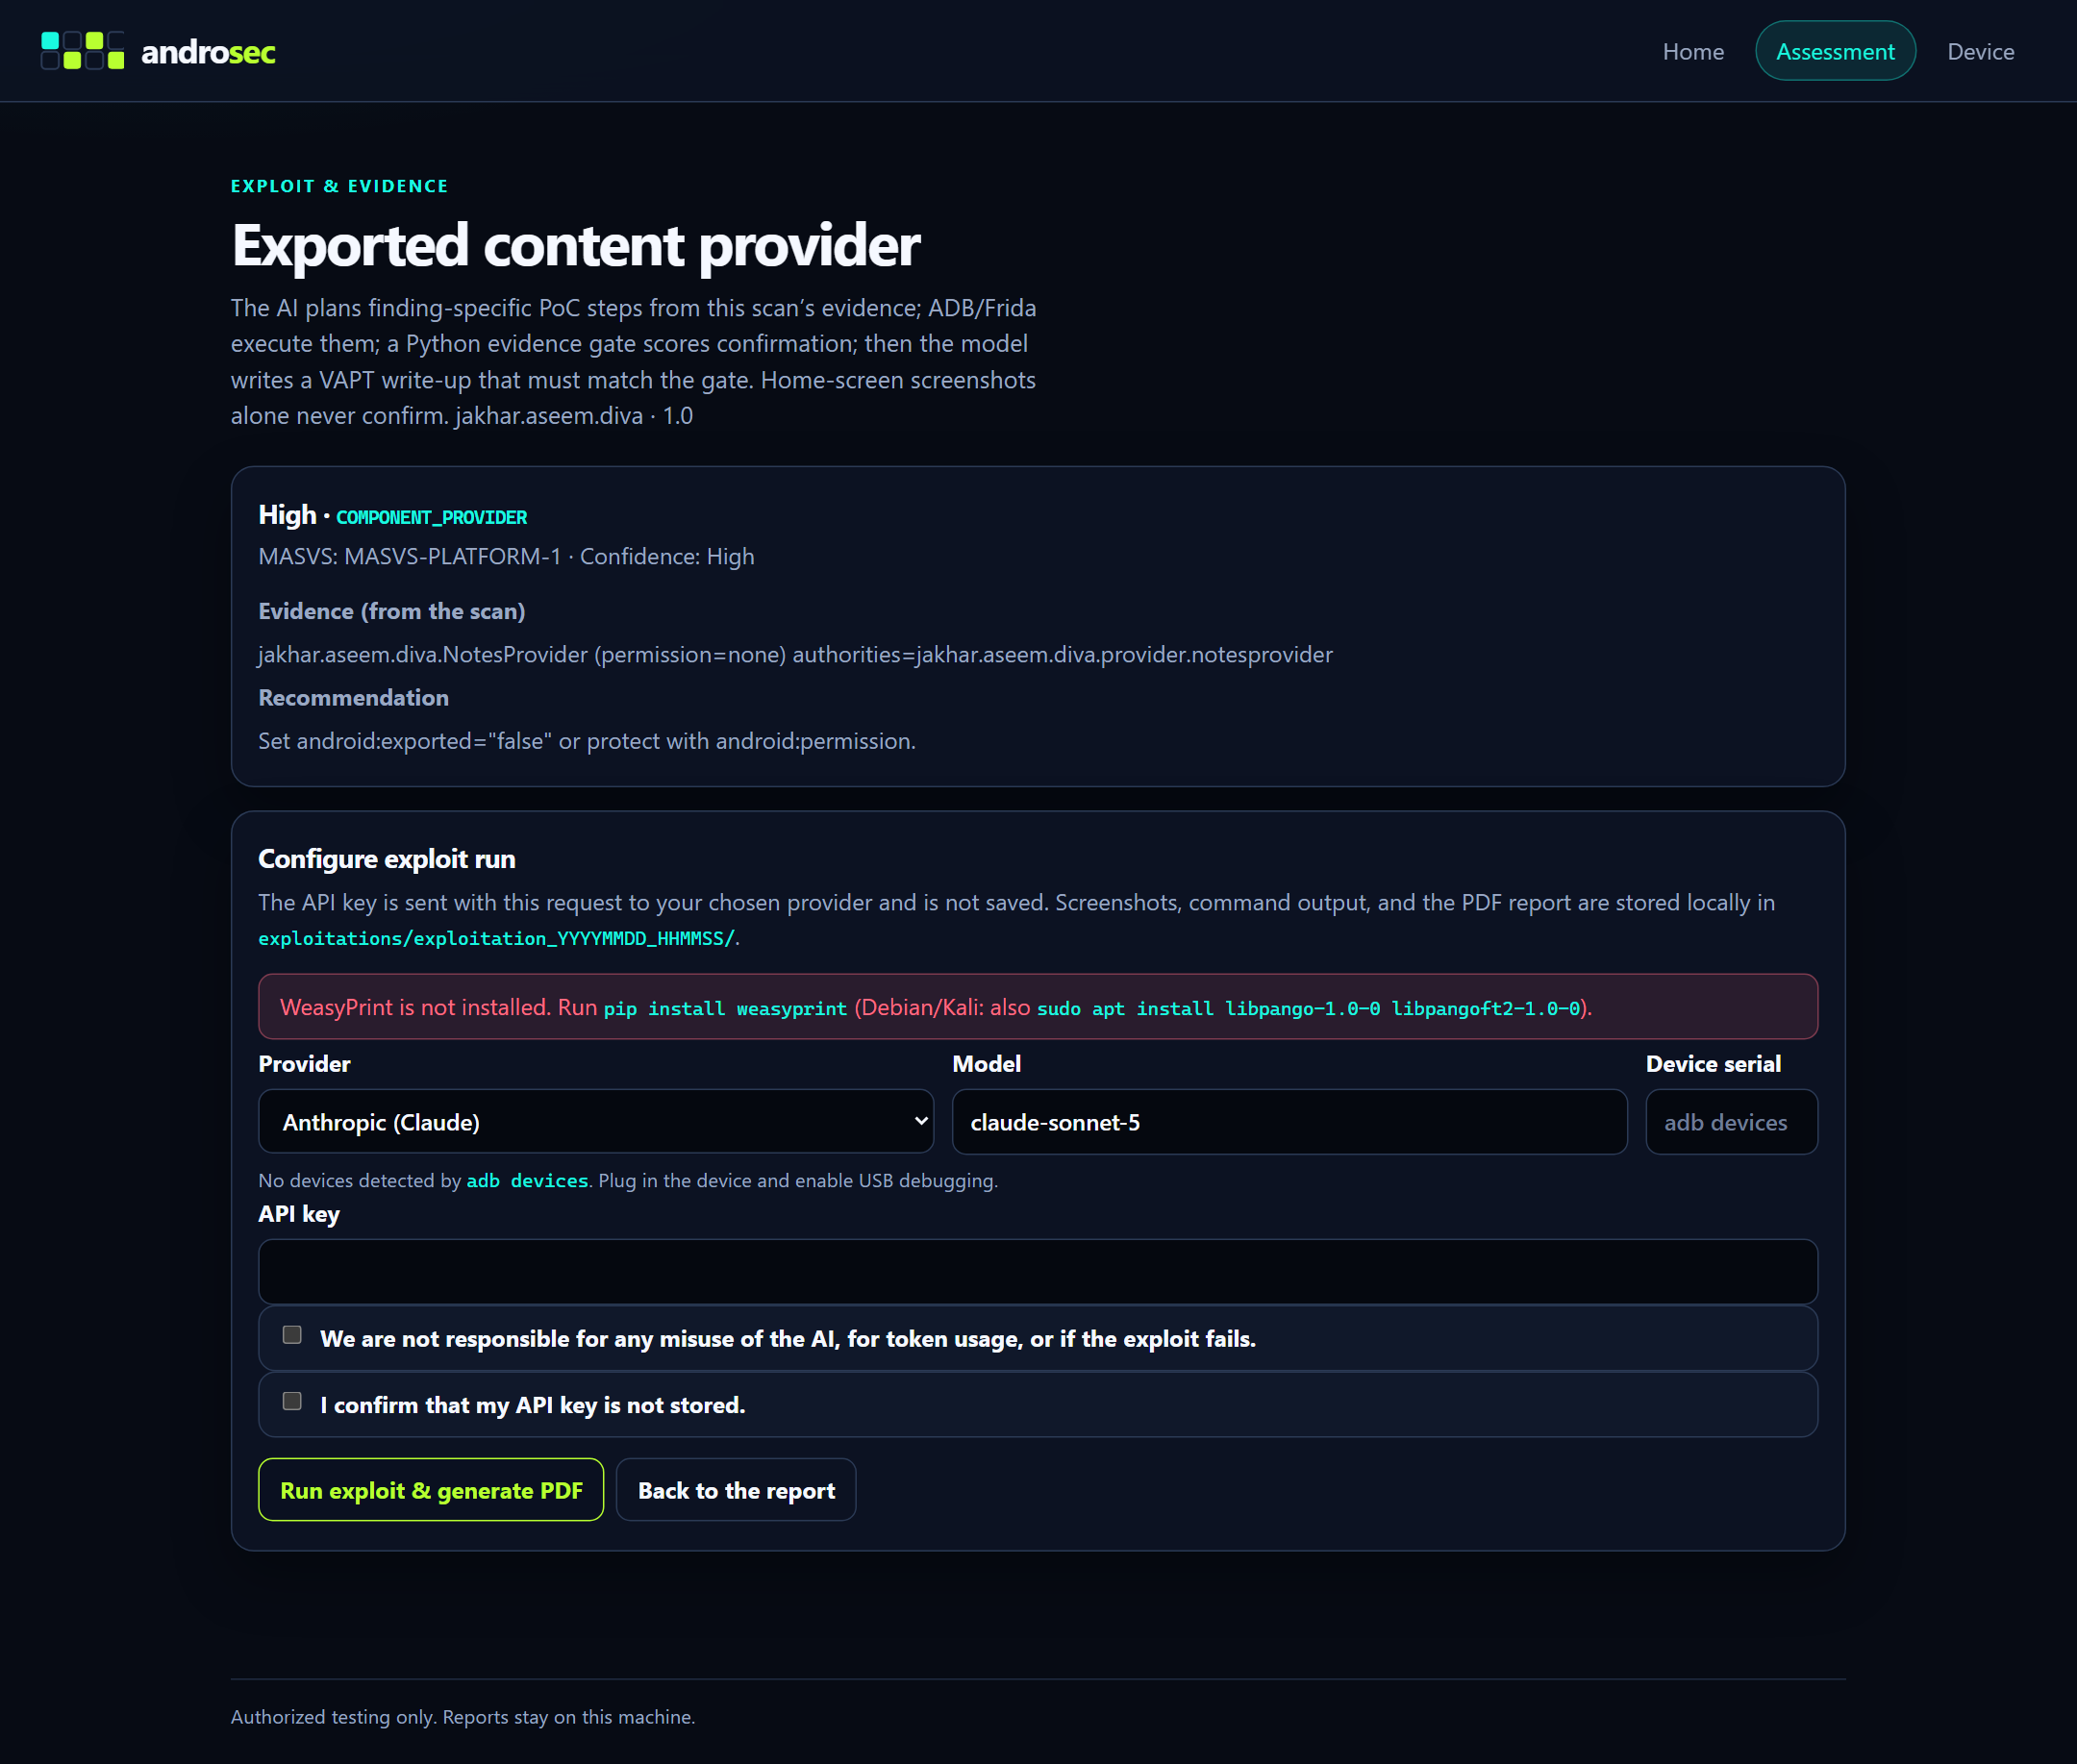 androsec
Home
Assessment
Device
EXPLOIT & EVIDENCE
Exported content provider
The AI plans finding-specific PoC steps from this scan’s evidence; ADB/Frida
execute them; a Python evidence gate scores confirmation; then the model
writes a VAPT write-up that must match the gate. Home-screen screenshots
alone never confirm. jakhar.aseem.diva · 1.0
High · COMPONENT_PROVIDER
MASVS: MASVS-PLATFORM-1 · Confidence: High
Evidence (from the scan)
jakhar.aseem.diva.NotesProvider (permission=none) authorities=jakhar.aseem.diva.provider.notesprovider
Recommendation
Set android:exported="false" or protect with android:permission.
Configure exploit run
The API key is sent with this request to your chosen provider and is not saved. Screenshots, command output, and the PDF report are stored locally in
exploitations/exploitation_YYYYMMDD_HHMMSS/.
WeasyPrint is not installed. Run pip install weasyprint (Debian/Kali: also sudo apt install libpango-1.0-0 libpangoft2-1.0-0).
Provider
Model
Device serial
Anthropic (Claude)
claude-sonnet-5
adb devices
No devices detected by adb devices. Plug in the device and enable USB debugging.
API key
We are not responsible for any misuse of the AI, for token usage, or if the exploit fails.
I confirm that my API key is not stored.
Run exploit & generate PDF
Back to the report
Authorized testing only. Reports stay on this machine.